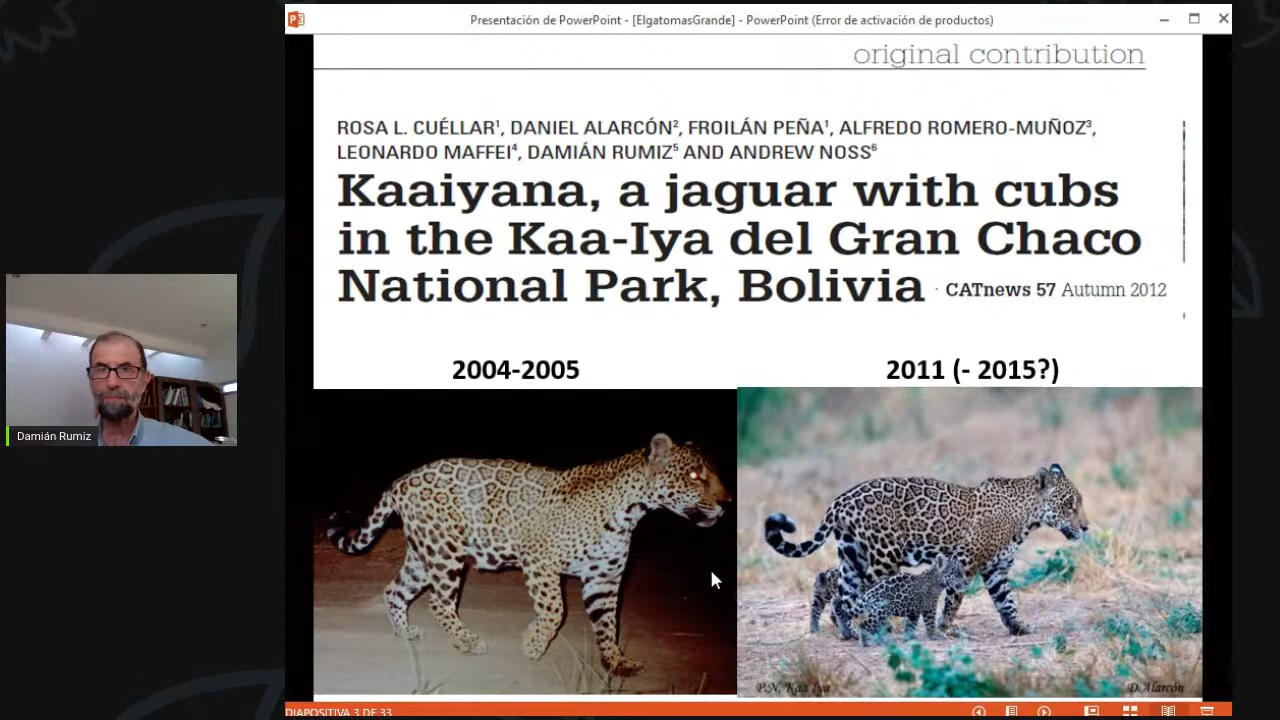 Presentación de PowerPoint - [ElgatomasGrande] - PowerPoint (Error de activación de productos)
original contribution
ROSA L. CUÉLLAR¹, DANIEL ALARCÓN², FROILÁN PEÑA¹, ALFREDO ROMERO-MUÑOZ³,
LEONARDO MAFFEI⁴, DAMIÁN RUMIZ⁵ AND ANDREW NOSS⁶
Kaaiyana, a jaguar with cubs
in the Kaa-Iya del Gran Chaco
National Park, Bolivia · CATnews 57 Autumn 2012
2004-2005
2011 (- 2015?)
Damián Rumiz
P.N. Kaa Iya
D. Alarcón
DIAPOSITIVA 3 DE 33